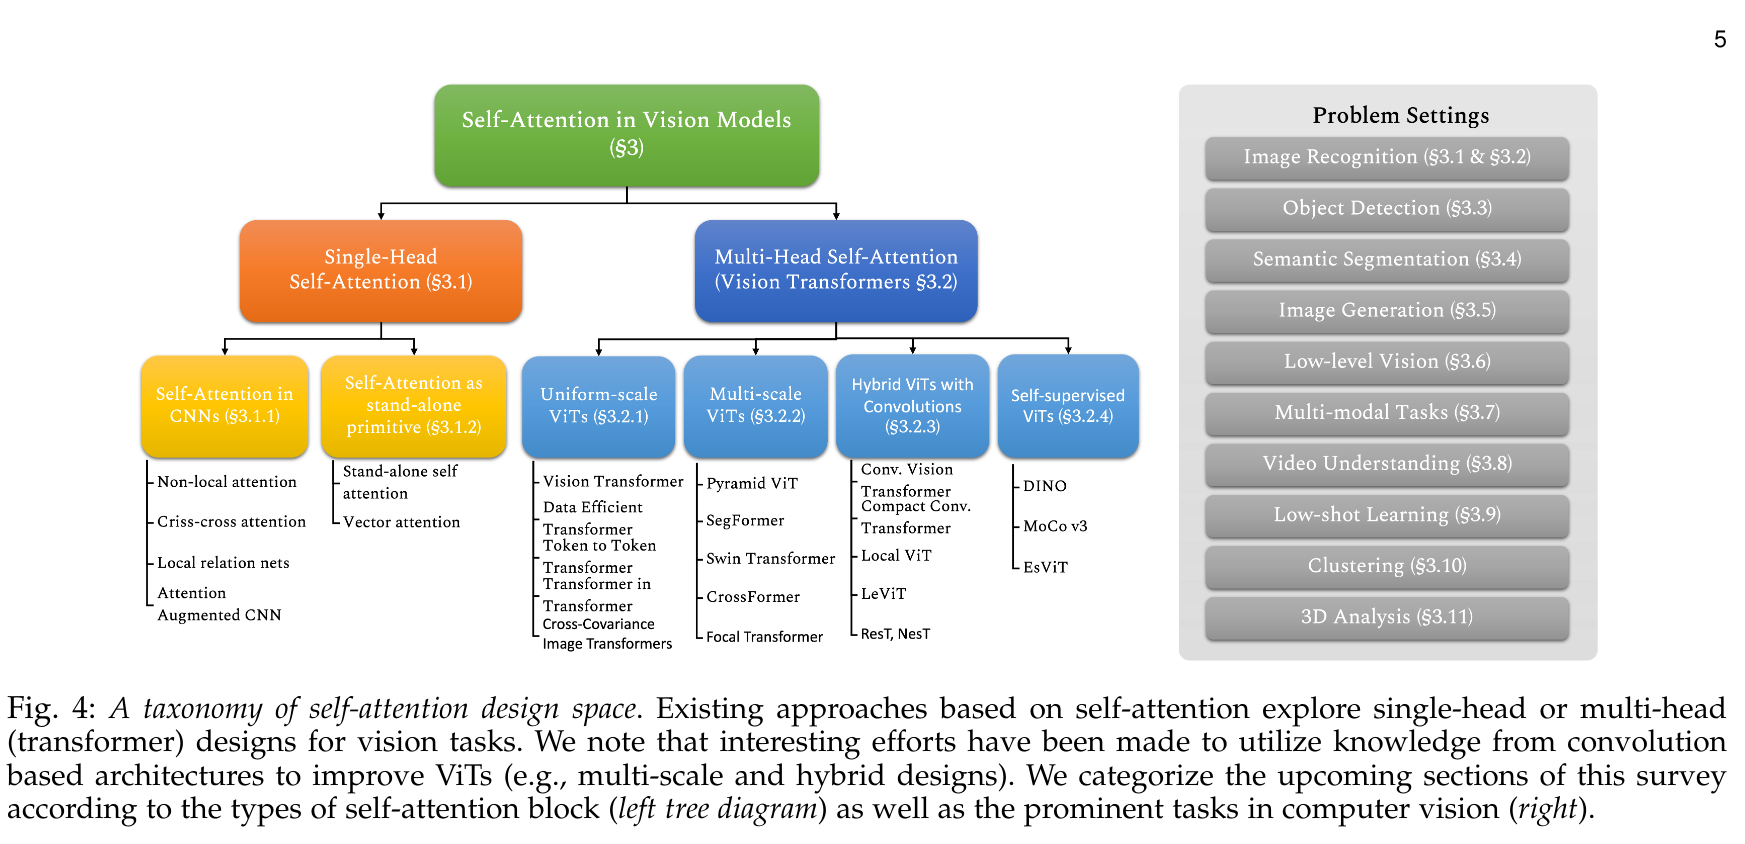 5
Self-Attention in Vision Models
(§3)
Single-Head
Self-Attention (§3.1)
Multi-Head Self-Attention
(Vision Transformers §3.2)
Self-Attention in
CNNs (§3.1.1)
Self-Attention as
stand-alone
primitive (§3.1.2)
Uniform-scale
ViTs (§3.2.1)
Multi-scale
ViTs (§3.2.2)
Hybrid ViTs with
Convolutions
(§3.2.3)
Self-supervised
ViTs (§3.2.4)
Non-local attention
Criss-cross attention
Local relation nets
Attention
Augmented CNN
Stand-alone self
attention
Vector attention
Vision Transformer
Data Efficient
Transformer
Token to Token
Transformer
Transformer in
Transformer
Cross-Covariance
Image Transformers
Pyramid ViT
SegFormer
Swin Transformer
CrossFormer
Focal Transformer
Conv. Vision
Transformer
Compact Conv.
Transformer
Local ViT
LeViT
ResT, NesT
DINO
MoCo v3
EsViT
Problem Settings
Image Recognition (§3.1 & §3.2)
Object Detection (§3.3)
Semantic Segmentation (§3.4)
Image Generation (§3.5)
Low-level Vision (§3.6)
Multi-modal Tasks (§3.7)
Video Understanding (§3.8)
Low-shot Learning (§3.9)
Clustering (§3.10)
3D Analysis (§3.11)
Fig. 4: A taxonomy of self-attention design space. Existing approaches based on self-attention explore single-head or multi-head
(transformer) designs for vision tasks. We note that interesting efforts have been made to utilize knowledge from convolution
based architectures to improve ViTs (e.g., multi-scale and hybrid designs). We categorize the upcoming sections of this survey
according to the types of self-attention block (left tree diagram) as well as the prominent tasks in computer vision (right).